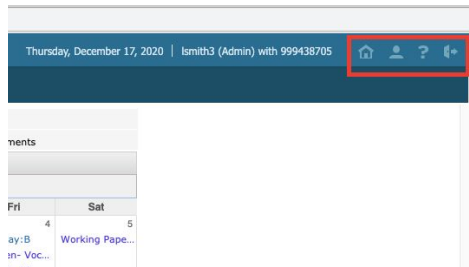 Thursday, December 17, 2020 | lsmith3 (Admin) with 999438705
?
ments
Fri Sat
4 5
ay:B Working Pape...
en- Voc...